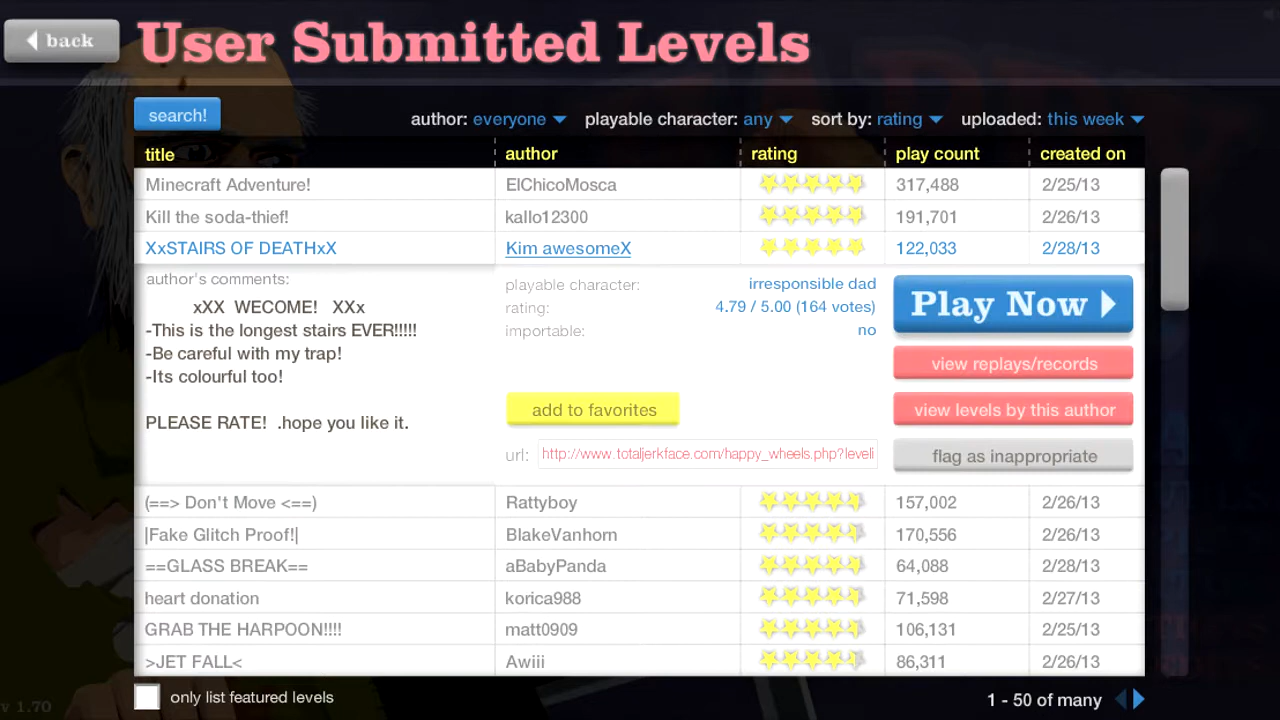 back
User Submitted Levels
search!
author: everyone playable character: any sort by: rating uploaded: this week
title author rating play count created on
Minecraft Adventure! ElChicoMosca 317,488 2/25/13
Kill the soda-thief! kallo12300 191,701 2/26/13
XxSTAIRS OF DEATHxX Kim awesomeX 122,033 2/28/13
author's comments:
xXX WECOME! XXx
-This is the longest stairs EVER!!!!!
-Be careful with my trap!
-Its colourful too!
PLEASE RATE! .hope you like it.
playable character: irresponsible dad
rating: 4.79 / 5.00 (164 votes)
importable: no
add to favorites
url: http://www.totaljerkface.com/happy_wheels.php?leveli
Play Now
view replays/records
view levels by this author
flag as inappropriate
(==> Don't Move <==) Rattyboy 157,002 2/26/13
|Fake Glitch Proof!| BlakeVanhorn 170,556 2/26/13
==GLASS BREAK== aBabyPanda 64,088 2/28/13
heart donation korica988 71,598 2/27/13
GRAB THE HARPOON!!!! matt0909 106,131 2/25/13
>JET FALL< Awiii 86,311 2/26/13
only list featured levels
1 - 50 of many
v 1.70